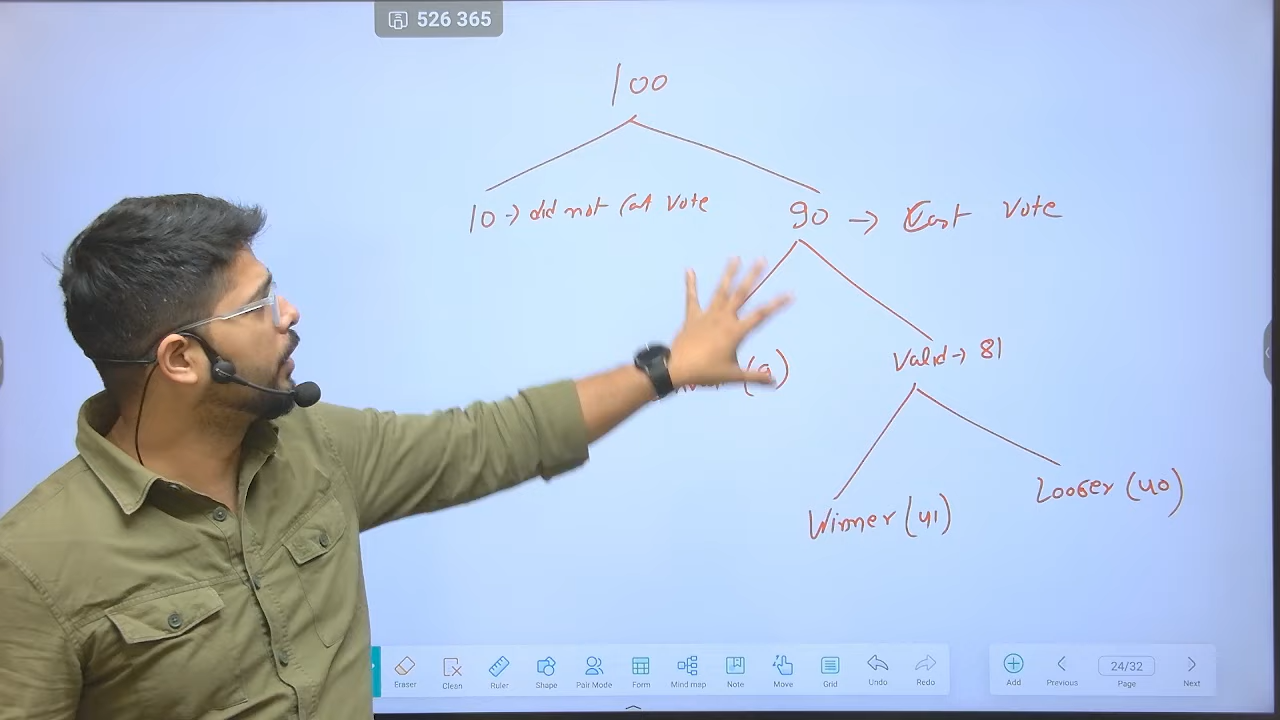 526 365
100
10 → did not Cat Vote
90 → Cast Vote
(9)
Valid → 81
Winner (41)
Looser (40)
Eraser
Clean
Ruler
Shape
Pair Mode
Form
Mind map
Note
Move
Grid
Undo
Redo
Add
Previous
24/32
Page
Next